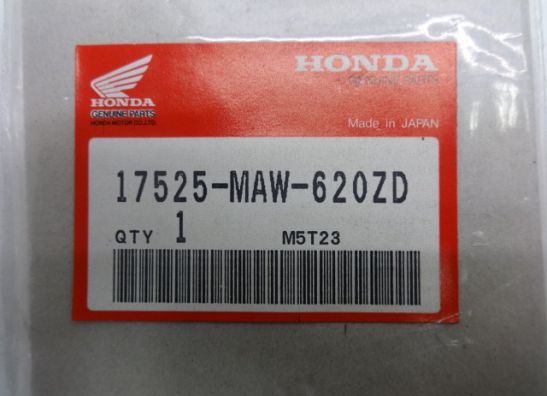 HONDA
GENUINE PARTS
HONDA MOTOR CO.,LTD.
HONDA
GENUINE PARTS
Made in JAPAN
17525-MAW-620ZD
QTY 1 M5T23